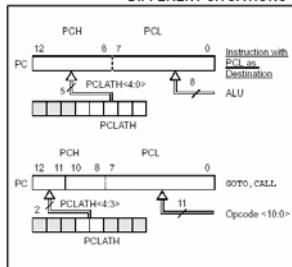 DIFFERENT SITUATIONS
PCH PCL
12 8 7 0
PC
Instruction with
PCL as
Destination
PCLATH<4:0>
5
8
ALU
PCLATH
PCH PCL
12 11 10 8 7 0
PC
GOTO, CALL
PCLATH<4:3>
2
11
Opcode <10:0>
PCLATH